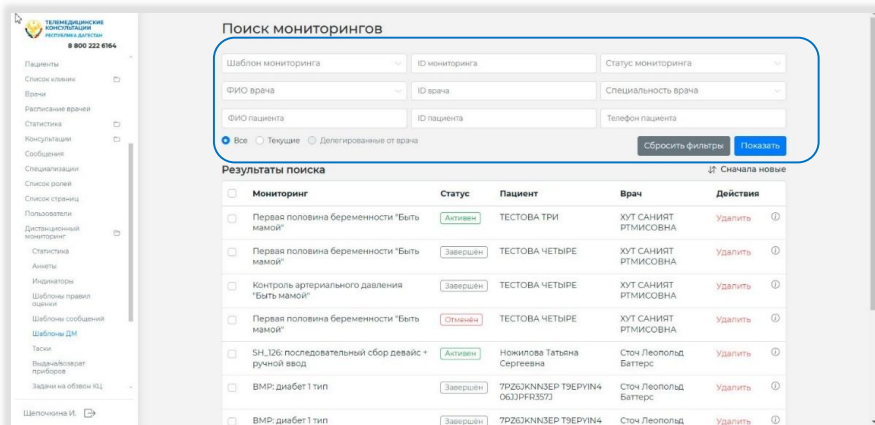 ТЕЛЕМЕДИЦИНСКИЕ
КОНСУЛЬТАЦИИ
РЕСПУБЛИКА ДАГЕСТАН
8 800 222 6164
Пациенты
Список клиник
Врачи
Расписание врачей
Статистика
Консультации
Сообщения
Специализации
Список ролей
Список страниц
Пользователи
Дистанционный
мониторинг
Статистика
Анкеты
Индикаторы
Шаблоны правил
оценки
Шаблоны сообщений
Шаблоны ДМ
Таски
Выдача/возврат
приборов
Задачи на обзвон КЦ
Щепочкина И.
Поиск мониторингов
Шаблон мониторинга ID мониторинга Статус мониторинга
ФИО врача ID врача Специальность врача
ФИО пациента ID пациента Телефон пациента
Все Текущие Делегированные от врача Сбросить фильтры Показать
Результаты поиска Сначала новые
Мониторинг Статус Пациент Врач Действия
Первая половина беременности "Быть Активен ТЕСТОВА ТРИ ХУТ САНИЯТ Удалить
мамой" РТМИСОВНА
Первая половина беременности "Быть Завершён ТЕСТОВА ЧЕТЫРЕ ХУТ САНИЯТ Удалить
мамой" РТМИСОВНА
Контроль артериального давления Завершён ТЕСТОВА ЧЕТЫРЕ ХУТ САНИЯТ Удалить
"Быть мамой" РТМИСОВНА
Первая половина беременности "Быть Отменён ТЕСТОВА ЧЕТЫРЕ ХУТ САНИЯТ Удалить
мамой" РТМИСОВНА
SH_126: последовательный сбор девайс + Активен Ножилова Татьяна Сточ Леопольд Удалить
ручной ввод Сергеевна Баттерс
ВМР: диабет 1 тип Завершён 7PZ6JKNN3EP T9EPYIN4 Сточ Леопольд Удалить
06JJPFR357J Баттерс
ВМР: диабет 1 тип Завершён 7PZ6JKNN3EP T9EPYIN4 Сточ Леопольд Удалить